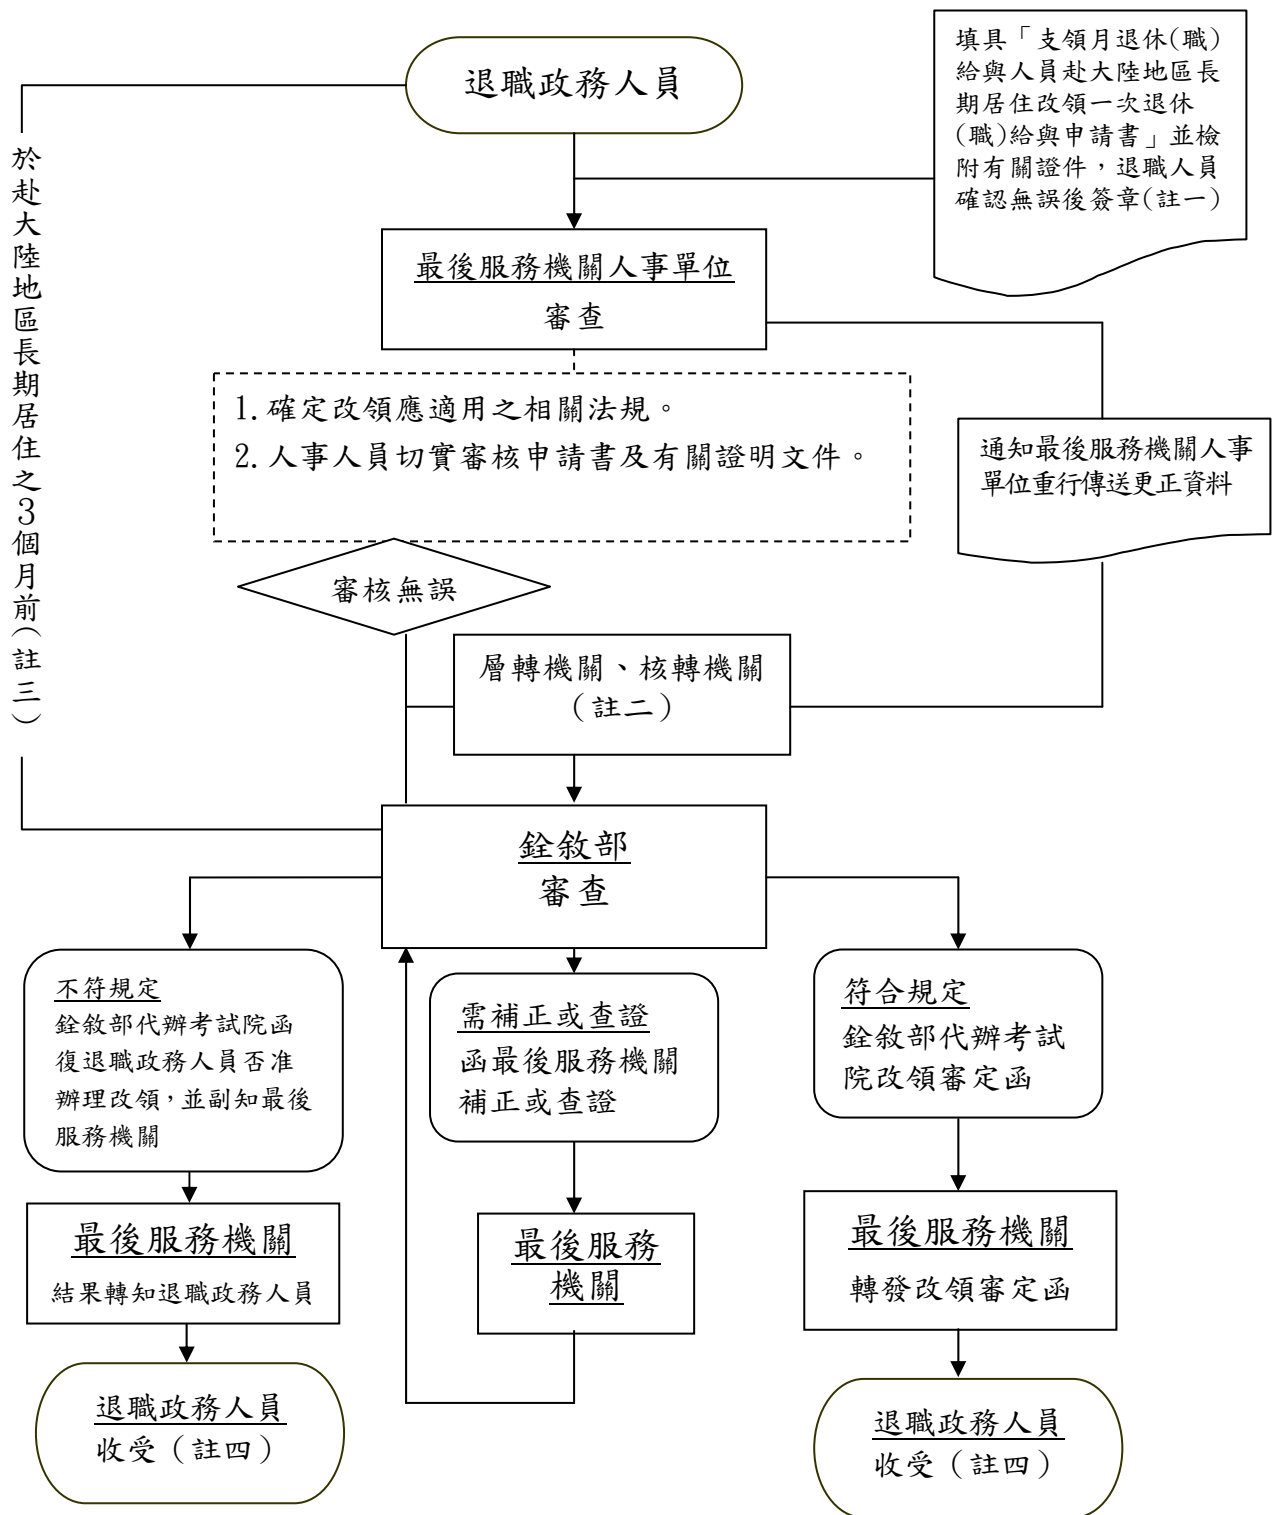 退職政務人員
填具「支領月退休(職)
給與人員赴大陸地區長
期居住改領一次退休
(職)給與申請書」並檢
附有關證件，退職人員
確認無誤後簽章(註一)
於赴大陸地區長期居住之3個月前（註三）
最後服務機關人事單位
審查
1.確定改領應適用之相關法規。
2.人事人員切實審核申請書及有關證明文件。
通知最後服務機關人事
單位重行傳送更正資料
審核無誤
層轉機關、核轉機關
（註二）
銓敘部
審查
不符規定
銓敘部代辦考試院函
復退職政務人員否准
辦理改領，並副知最後
服務機關
需補正或查證
函最後服務機關
補正或查證
符合規定
銓敘部代辦考試
院改領審定函
最後服務機關
結果轉知退職政務人員
最後服務
機關
最後服務機關
轉發改領審定函
退職政務人員
收受（註四）
退職政務人員
收受（註四）